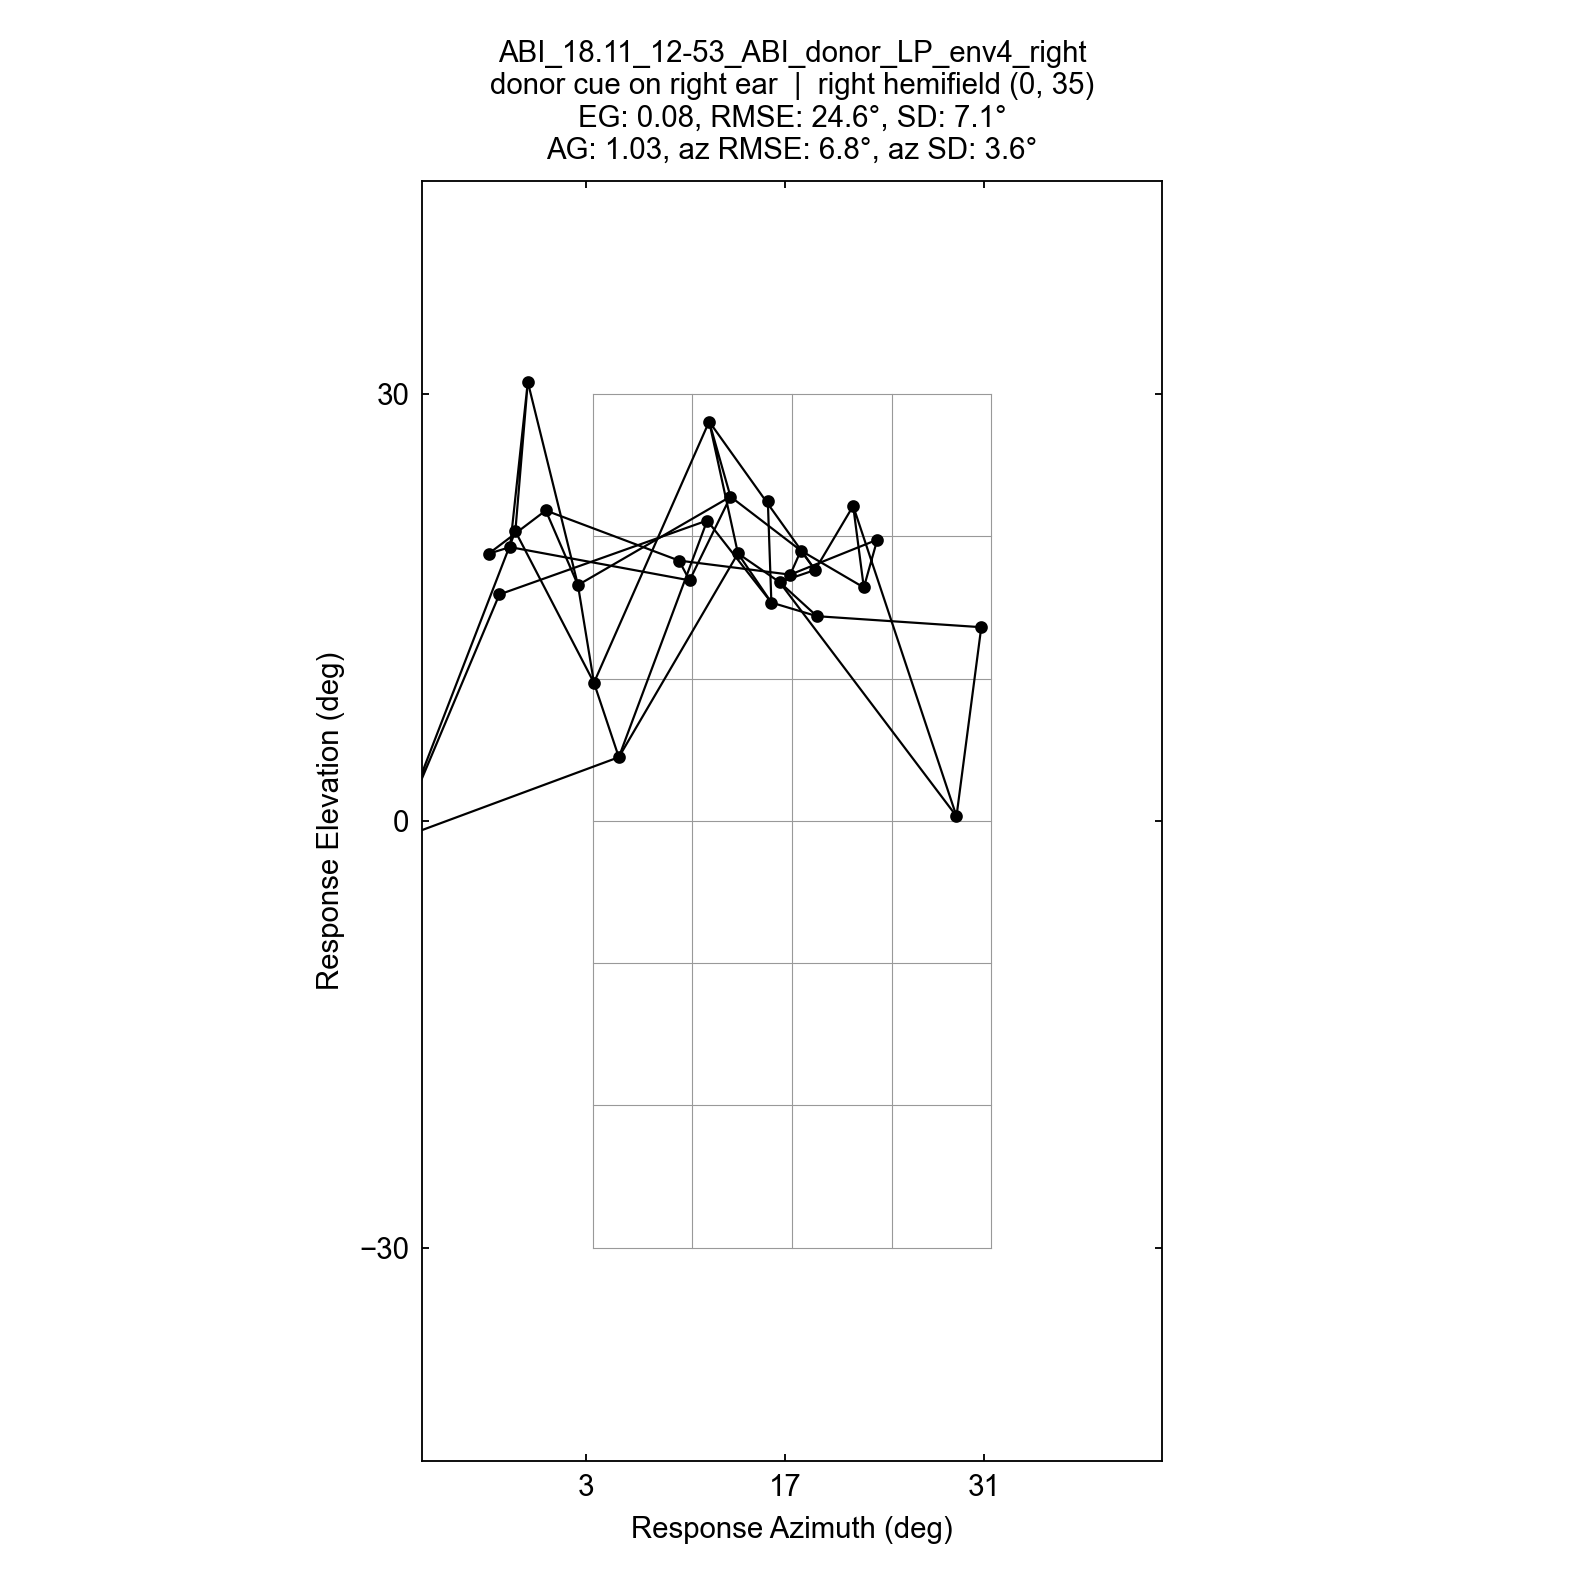 ABI_18.11_12-53_ABI_donor_LP_env4_right
donor cue on right ear | right hemifield (0, 35)
EG: 0.08, RMSE: 24.6°, SD: 7.1°
AG: 1.03, az RMSE: 6.8°, az SD: 3.6°
30
0
−30
Response Elevation (deg)
3 17 31
Response Azimuth (deg)